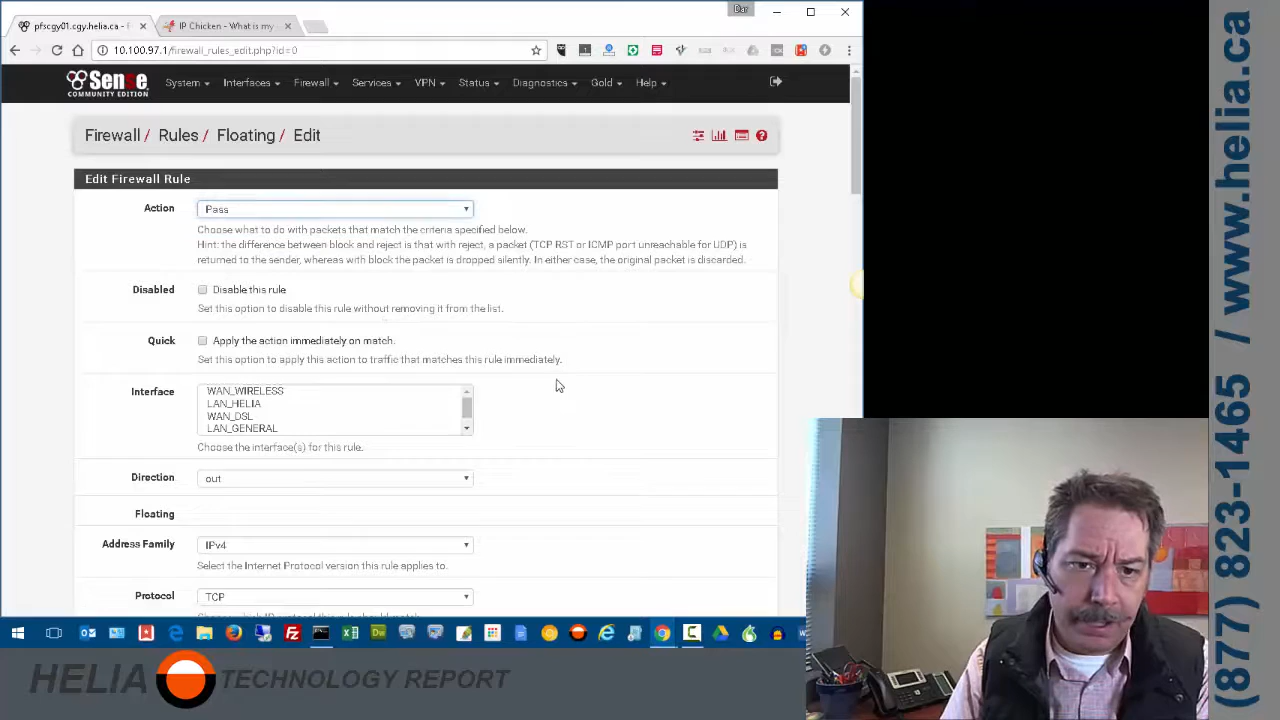 Dar
pfscgy01.cgy.helia.ca - f
IP Chicken - What is my
10.100.97.1/firewall_rules_edit.php?id=0
Sense
COMMUNITY EDITION
System
Interfaces
Firewall
Services
VPN
Status
Diagnostics
Gold
Help
Firewall / Rules / Floating / Edit
Edit Firewall Rule
Action
Pass
Choose what to do with packets that match the criteria specified below.
Hint: the difference between block and reject is that with reject, a packet (TCP RST or ICMP port unreachable for UDP) is
returned to the sender, whereas with block the packet is dropped silently. In either case, the original packet is discarded.
Disabled
Disable this rule
Set this option to disable this rule without removing it from the list.
Quick
Apply the action immediately on match.
Set this option to apply this action to traffic that matches this rule immediately.
Interface
WAN_WIRELESS
LAN_HELIA
WAN_DSL
LAN_GENERAL
Choose the interface(s) for this rule.
Direction
out
Floating
Address Family
IPv4
Select the Internet Protocol version this rule applies to.
Protocol
TCP
HELIA TECHNOLOGY REPORT
(877) 823-1465 / www.helia.ca